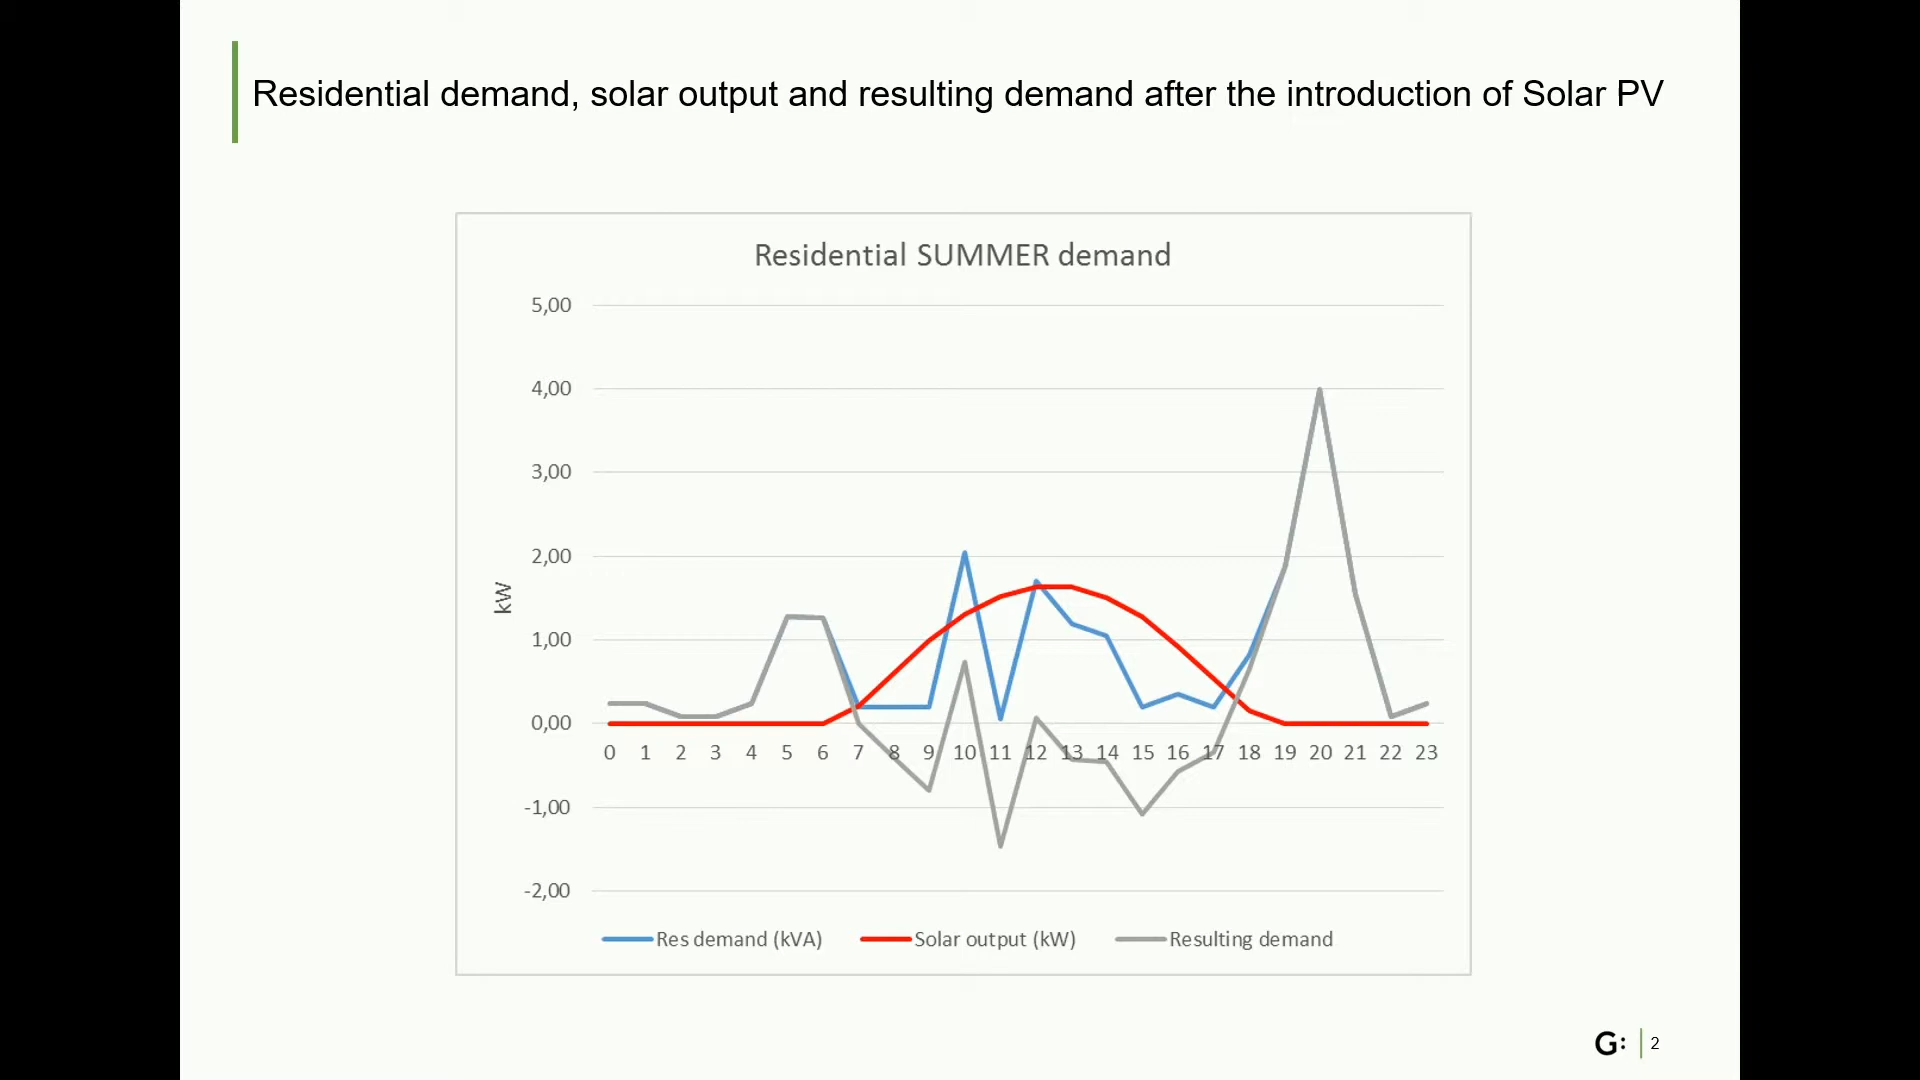 Residential demand, solar output and resulting demand after the introduction of Solar PV
Residential SUMMER demand
5,00
4,00
3,00
2,00
1,00
0,00
-1,00
-2,00
kW
0 1 2 3 4 5 6 7 8 9 10 11 12 13 14 15 16 17 18 19 20 21 22 23
Res demand (kVA) Solar output (kW) Resulting demand
G: 2